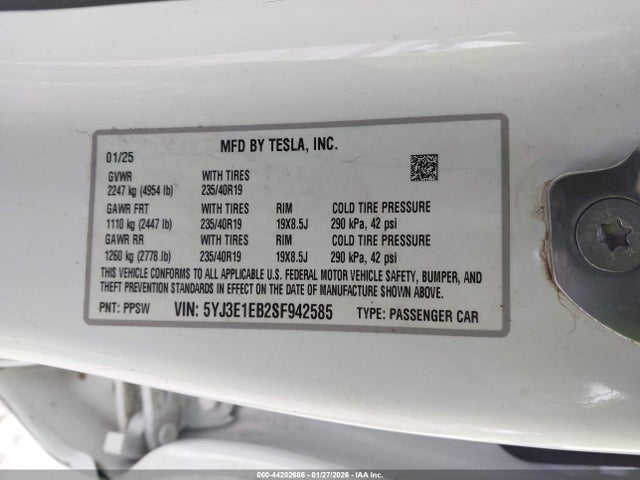 MFD BY TESLA, INC.
01/25
GVWR WITH TIRES
2247 kg (4954 lb) 235/40R19
GAWR FRT WITH TIRES RIM COLD TIRE PRESSURE
1110 kg (2447 lb) 235/40R19 19X8.5J 290 kPa, 42 psi
GAWR RR WITH TIRES RIM COLD TIRE PRESSURE
1260 kg (2778 lb) 235/40R19 19X8.5J 290 kPa, 42 psi
THIS VEHICLE CONFORMS TO ALL APPLICABLE U.S. FEDERAL MOTOR VEHICLE SAFETY, BUMPER, AND
THEFT PREVENTION STANDARDS IN EFFECT ON THE DATE OF MANUFACTURE SHOWN ABOVE.
PNT: PPSW VIN: 5YJ3E1EB2SF942585 TYPE: PASSENGER CAR
000-44202686 - 01/27/2026 - IAA Inc.